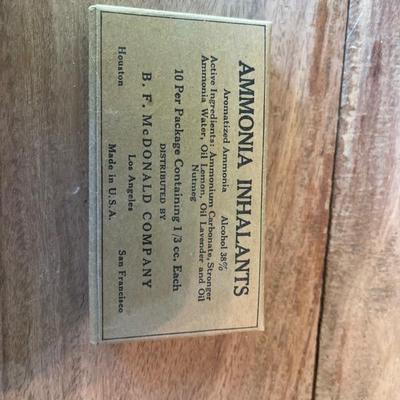 AMMONIA INHALANTS
Aromatized Ammonia Alcohol 38%
Active Ingredients: Ammonium Carbonate, Stronger
Ammonia Water, Oil Lemon, Oil Lavender and Oil
Nutmeg
10 Per Package Containing 1/3 cc. Each
DISTRIBUTED BY
B. F. McDONALD COMPANY
Los Angeles
Houston San Francisco
Made in U.S.A.